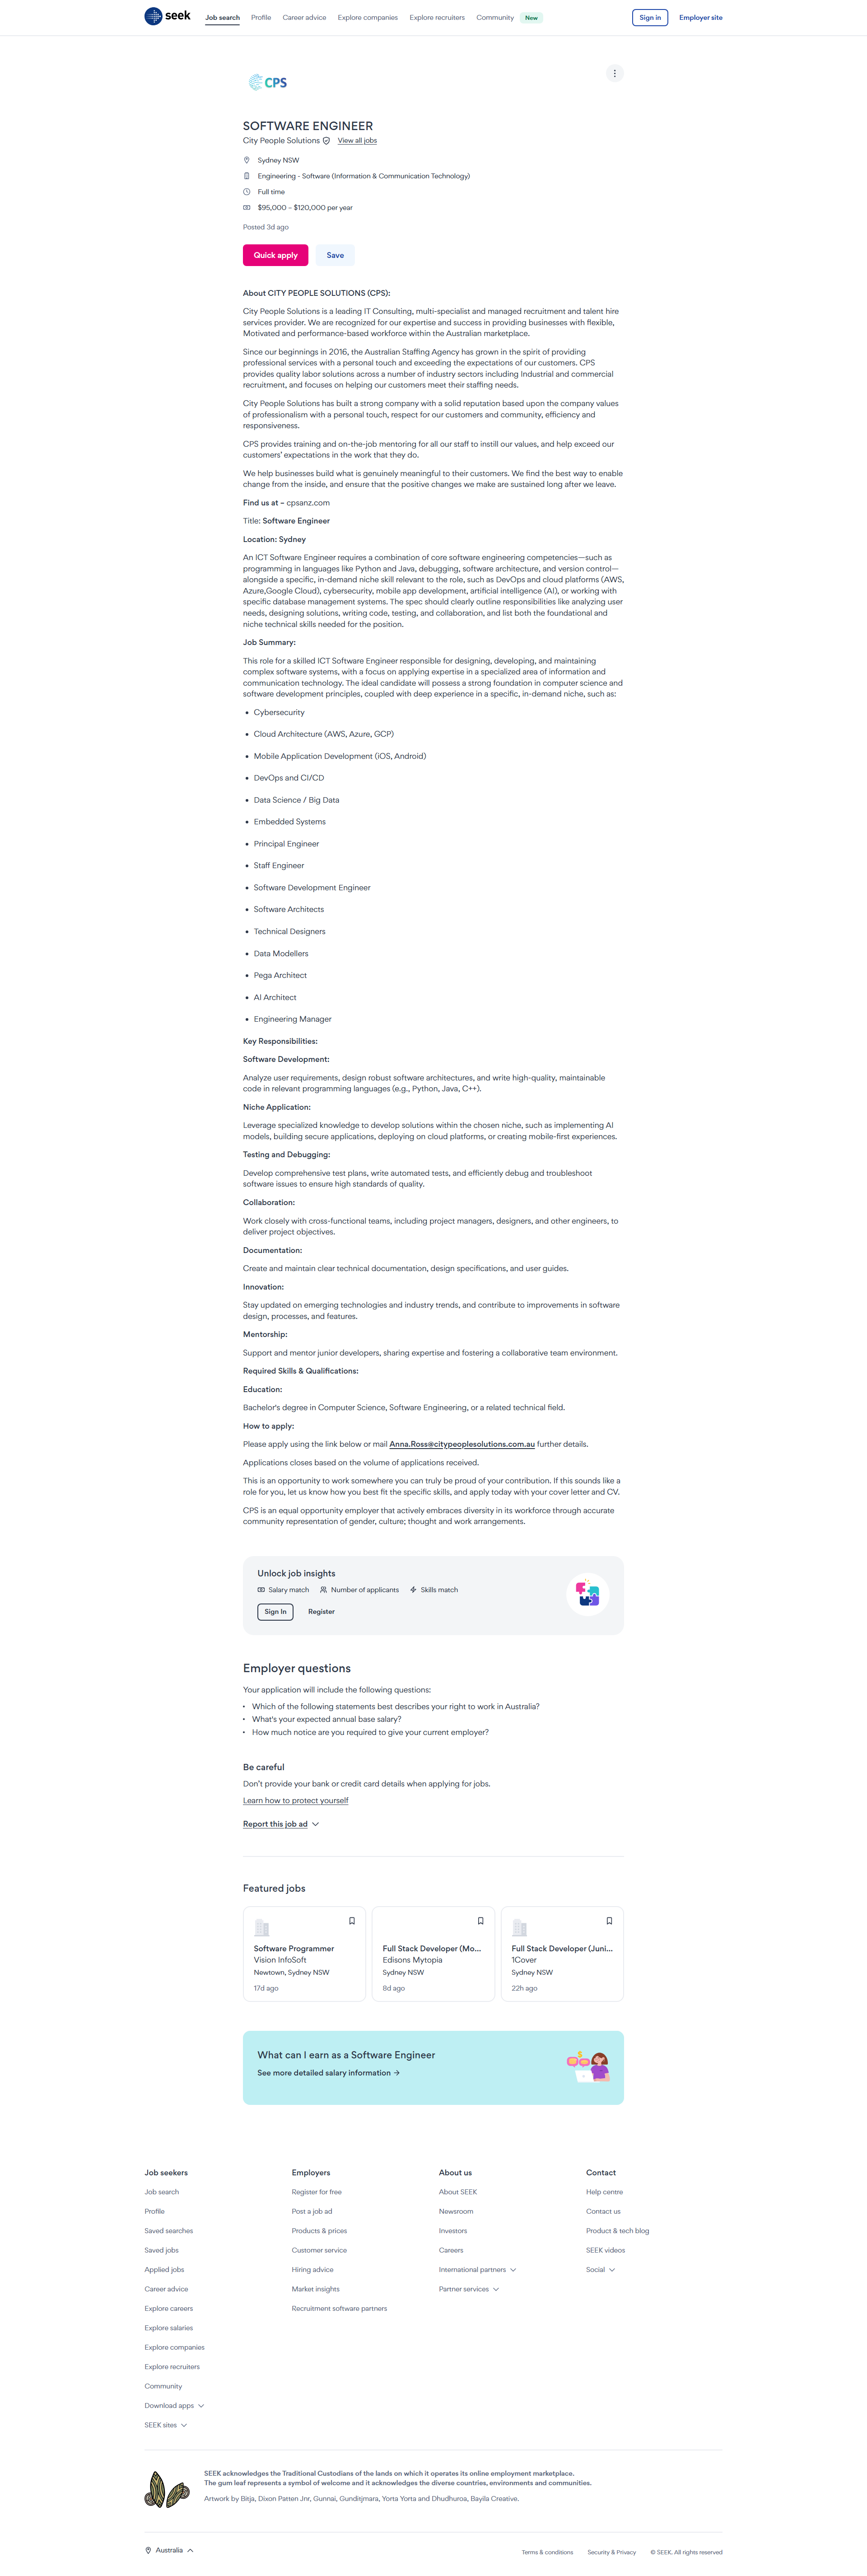 seek
Job search Profile Career advice Explore companies Explore recruiters Community New Sign in Employer site
CPS
SOFTWARE ENGINEER
City People Solutions View all jobs
Sydney NSW
Engineering - Software (Information & Communication Technology)
Full time
$95,000 – $120,000 per year
Posted 3d ago
Quick apply Save
About CITY PEOPLE SOLUTIONS (CPS):
City People Solutions is a leading IT Consulting, multi-specialist and managed recruitment and talent hire
services provider. We are recognized for our expertise and success in providing businesses with flexible,
Motivated and performance-based workforce within the Australian marketplace.
Since our beginnings in 2016, the Australian Staffing Agency has grown in the spirit of providing
professional services with a personal touch and exceeding the expectations of our customers. CPS
provides quality labor solutions across a number of industry sectors including Industrial and commercial
recruitment, and focuses on helping our customers meet their staffing needs.
City People Solutions has built a strong company with a solid reputation based upon the company values
of professionalism with a personal touch, respect for our customers and community, efficiency and
responsiveness.
CPS provides training and on-the-job mentoring for all our staff to instill our values, and help exceed our
customers' expectations in the work that they do.
We help businesses build what is genuinely meaningful to their customers. We find the best way to enable
change from the inside, and ensure that the positive changes we make are sustained long after we leave.
Find us at – cpsanz.com
Title: Software Engineer
Location: Sydney
An ICT Software Engineer requires a combination of core software engineering competencies—such as
programming in languages like Python and Java, debugging, software architecture, and version control—
alongside a specific, in-demand niche skill relevant to the role, such as DevOps and cloud platforms (AWS,
Azure,Google Cloud), cybersecurity, mobile app development, artificial intelligence (AI), or working with
specific database management systems. The spec should clearly outline responsibilities like analyzing user
needs, designing solutions, writing code, testing, and collaboration, and list both the foundational and
niche technical skills needed for the position.
Job Summary:
This role for a skilled ICT Software Engineer responsible for designing, developing, and maintaining
complex software systems, with a focus on applying expertise in a specialized area of information and
communication technology. The ideal candidate will possess a strong foundation in computer science and
software development principles, coupled with deep experience in a specific, in-demand niche, such as:
• Cybersecurity
• Cloud Architecture (AWS, Azure, GCP)
• Mobile Application Development (iOS, Android)
• DevOps and CI/CD
• Data Science / Big Data
• Embedded Systems
• Principal Engineer
• Staff Engineer
• Software Development Engineer
• Software Architects
• Technical Designers
• Data Modellers
• Pega Architect
• AI Architect
• Engineering Manager
Key Responsibilities:
Software Development:
Analyze user requirements, design robust software architectures, and write high-quality, maintainable
code in relevant programming languages (e.g., Python, Java, C++).
Niche Application:
Leverage specialized knowledge to develop solutions within the chosen niche, such as implementing AI
models, building secure applications, deploying on cloud platforms, or creating mobile-first experiences.
Testing and Debugging:
Develop comprehensive test plans, write automated tests, and efficiently debug and troubleshoot
software issues to ensure high standards of quality.
Collaboration:
Work closely with cross-functional teams, including project managers, designers, and other engineers, to
deliver project objectives.
Documentation:
Create and maintain clear technical documentation, design specifications, and user guides.
Innovation:
Stay updated on emerging technologies and industry trends, and contribute to improvements in software
design, processes, and features.
Mentorship:
Support and mentor junior developers, sharing expertise and fostering a collaborative team environment.
Required Skills & Qualifications:
Education:
Bachelor's degree in Computer Science, Software Engineering, or a related technical field.
How to apply:
Please apply using the link below or mail Anna.Ross@citypeoplesolutions.com.au further details.
Applications closes based on the volume of applications received.
This is an opportunity to work somewhere you can truly be proud of your contribution. If this sounds like a
role for you, let us know how you best fit the specific skills, and apply today with your cover letter and CV.
CPS is an equal opportunity employer that actively embraces diversity in its workforce through accurate
community representation of gender, culture; thought and work arrangements.
Unlock job insights
Salary match Number of applicants Skills match
Sign In Register
Employer questions
Your application will include the following questions:
• Which of the following statements best describes your right to work in Australia?
• What's your expected annual base salary?
• How much notice are you required to give your current employer?
Be careful
Don't provide your bank or credit card details when applying for jobs.
Learn how to protect yourself
Report this job ad
Featured jobs
Software Programmer Full Stack Developer (Mo... Full Stack Developer (Juni...
Vision InfoSoft Edisons Mytopia 1Cover
Newtown, Sydney NSW Sydney NSW Sydney NSW
17d ago 8d ago 22h ago
What can I earn as a Software Engineer
See more detailed salary information →
Job seekers Employers About us Contact
Job search Register for free About SEEK Help centre
Profile Post a job ad Newsroom Contact us
Saved searches Products & prices Investors Product & tech blog
Saved jobs Customer service Careers SEEK videos
Applied jobs Hiring advice International partners Social
Career advice Market insights Partner services
Explore careers Recruitment software partners
Explore salaries
Explore companies
Explore recruiters
Community
Download apps
SEEK sites
SEEK acknowledges the Traditional Custodians of the lands on which it operates its online employment marketplace.
The gum leaf represents a symbol of welcome and it acknowledges the diverse countries, environments and communities.
Artwork by Bitja, Dixon Patten Jnr, Gunnai, Gunditjmara, Yorta Yorta and Dhudhuroa, Bayila Creative.
Australia Terms & conditions Security & Privacy © SEEK. All rights reserved